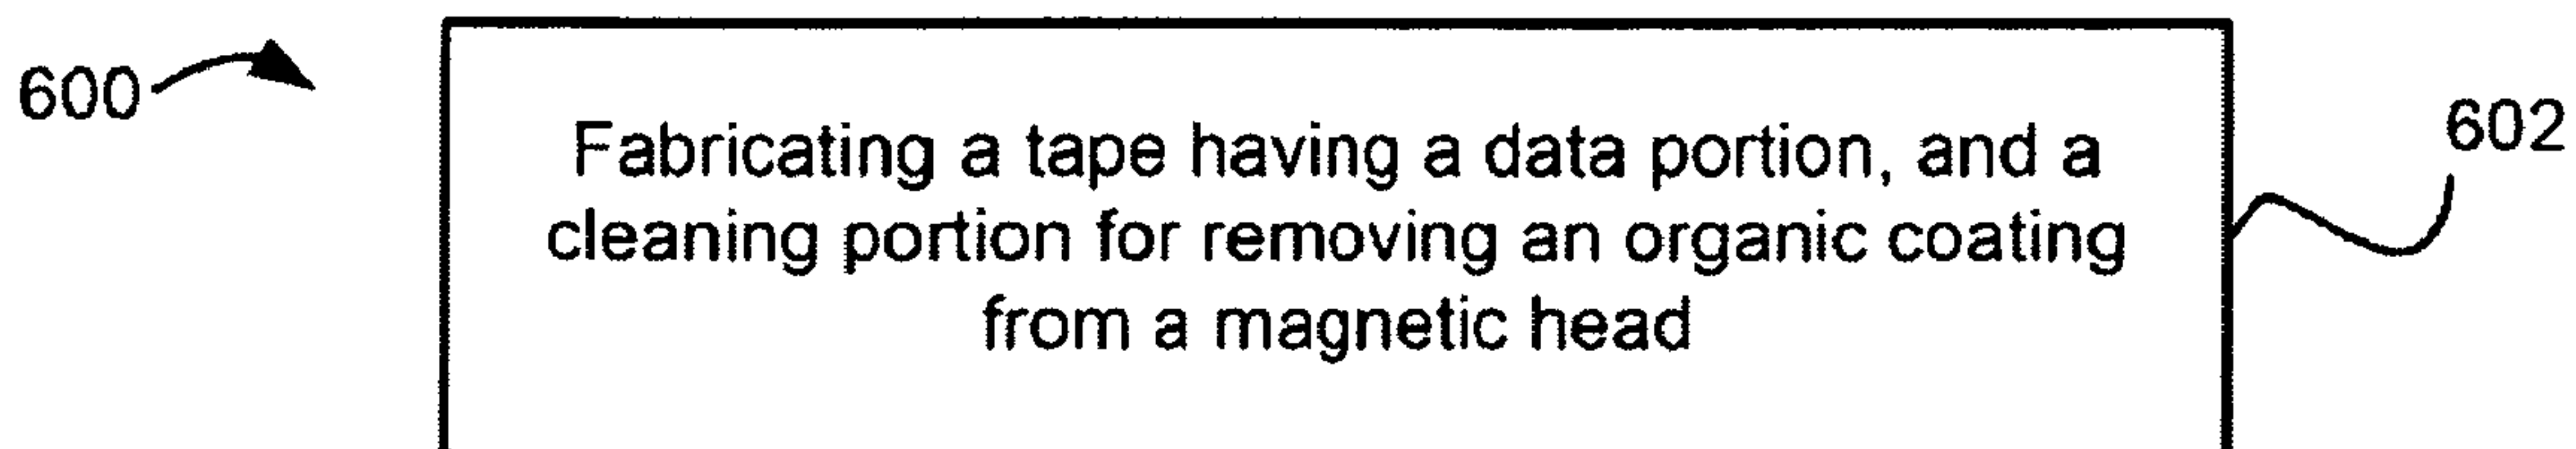 600
Fabricating a tape having a data portion, and a
602
cleaning portion for removing an organic coating
from a magnetic head